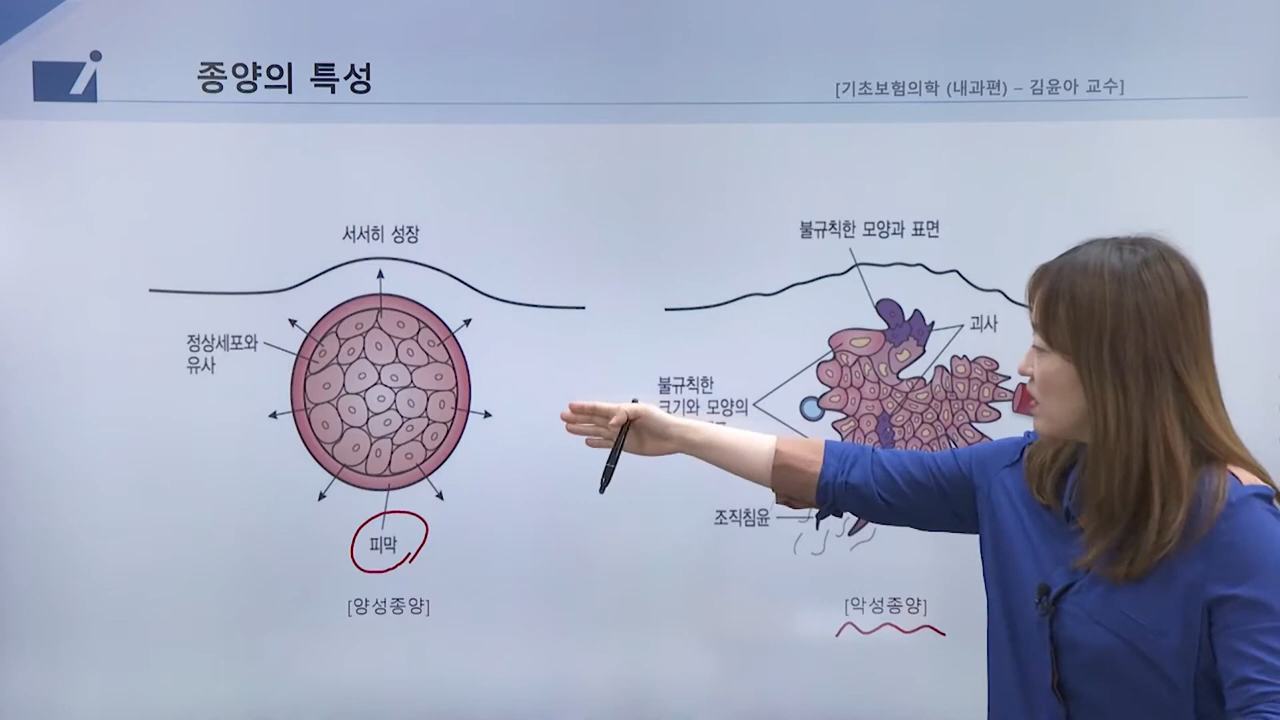 종양의 특성
[기초보험의학 (내과편) – 김윤아 교수]
서서히 성장
정상세포와
유사
피막
[양성종양]
불규칙한 모양과 표면
괴사
불규칙한
크기와 모양의
조직침윤
[악성종양]